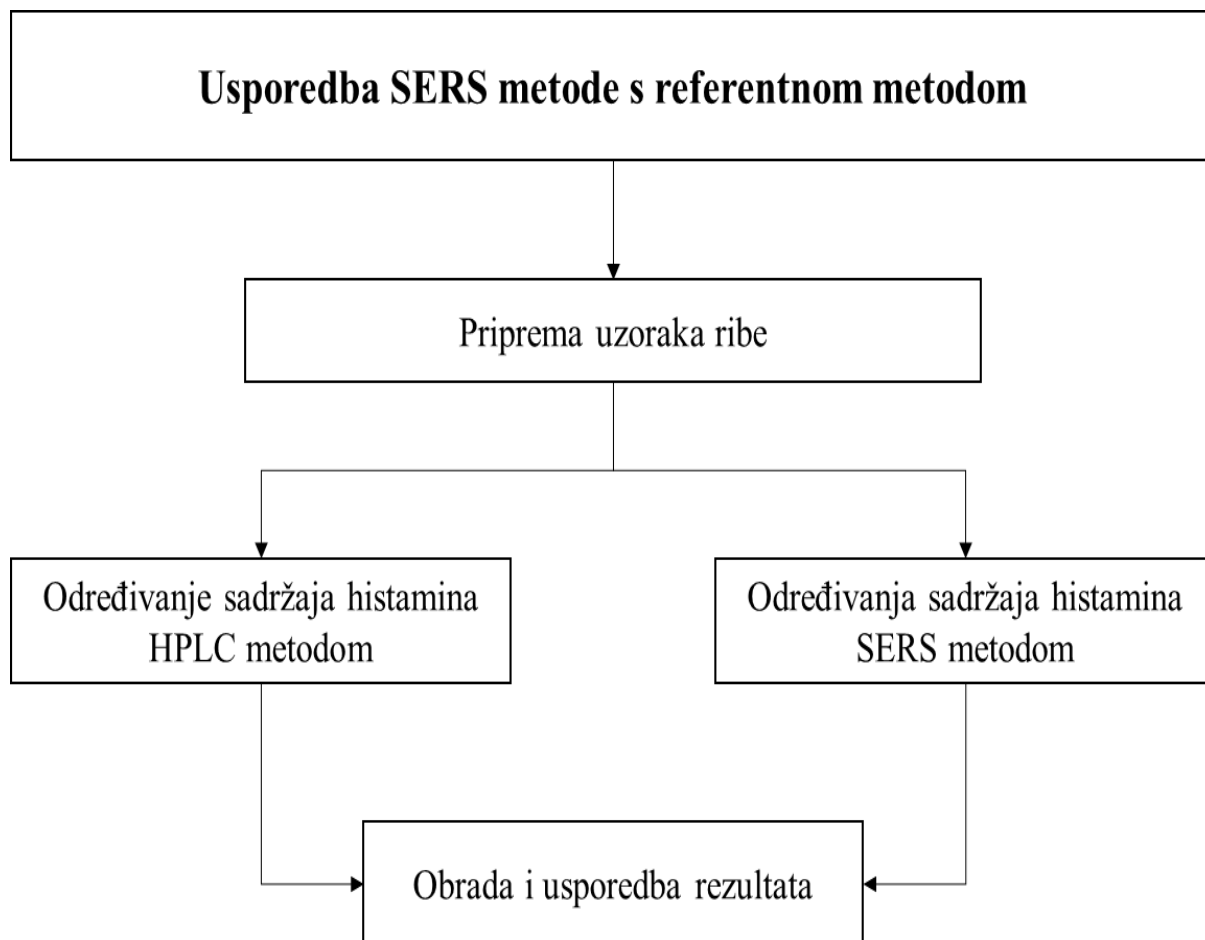 Usporedba SERS metode s referentnom metodom
Priprema uzoraka ribe
Određivanje sadržaja histamina
HPLC metodom
Određivanja sadržaja histamina
SERS metodom
Obrada i usporedba rezultata